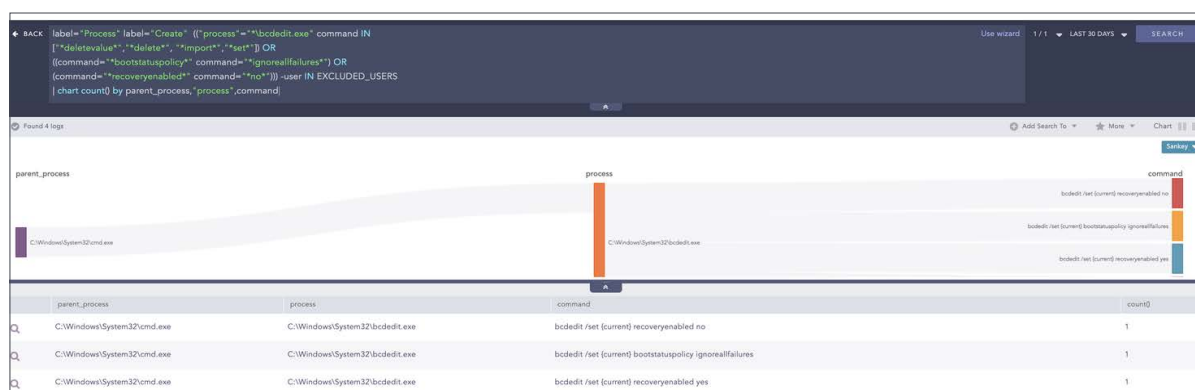 BACK
label="Process" label="Create" (("process"="*\bcdedit.exe" command IN
["*deletevalue*","*delete*", "*import*","*set*"]) OR
((command="*bootstatuspolicy*" command="*ignoreallfailures*") OR
(command="*recoveryenabled*" command="*no*"))) -user IN EXCLUDED_USERS
| chart count() by parent_process,"process",command
Use wizard 1 / 1 LAST 30 DAYS SEARCH
Found 4 logs Add Search To More Chart
Sankey
parent_process process command
bcdedit /set {current} recoveryenabled no
bcdedit /set {current} bootstatuspolicy ignoreallfailures
C:\Windows\System32\cmd.exe C:\Windows\System32\bcdedit.exe
bcdedit /set {current} recoveryenabled yes
parent_process process command count()
C:\Windows\System32\cmd.exe C:\Windows\System32\bcdedit.exe bcdedit /set {current} recoveryenabled no 1
C:\Windows\System32\cmd.exe C:\Windows\System32\bcdedit.exe bcdedit /set {current} bootstatuspolicy ignoreallfailures 1
C:\Windows\System32\cmd.exe C:\Windows\System32\bcdedit.exe bcdedit /set {current} recoveryenabled yes 1